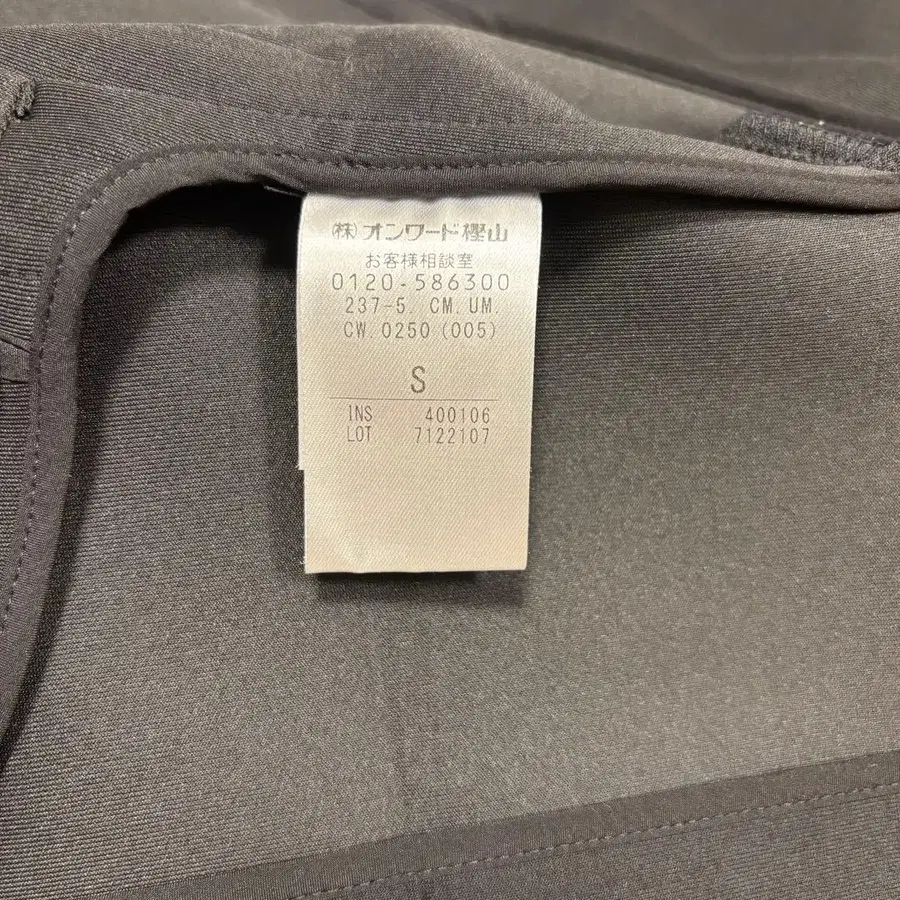 (株)オンワード樫山
お客様相談室
0120-586300
237-5. CM. UM.
CW. 0250 (005)
S
INS 400106
LOT 7122107